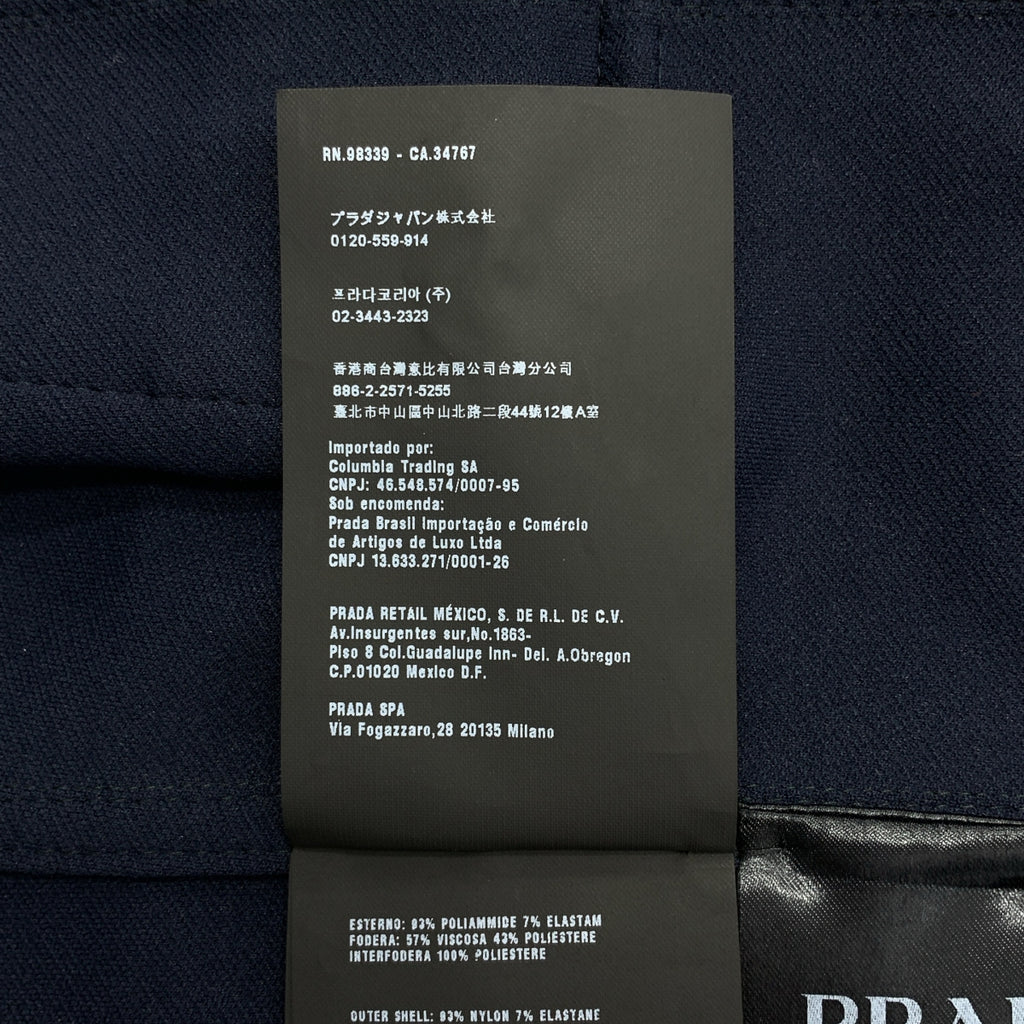 RN.98339 - CA.34767
プラダジャパン株式会社
0120-559-914
프라다코리아 (주)
02-3443-2323
香港商台灣意比有限公司台灣分公司
886-2-2571-5255
臺北市中山區中山北路二段44號12樓A室
Importado por:
Columbia Trading SA
CNPJ: 46.548.574/0007-95
Sob encomenda:
Prada Brasil Importação e Comércio
de Artigos de Luxo Ltda
CNPJ 13.633.271/0001-26
PRADA RETAIL MÉXICO, S. DE R.L. DE C.V.
Av.Insurgentes sur,No.1863-
Piso 8 Col.Guadalupe Inn- Del. A.Obregon
C.P.01020 Mexico D.F.
PRADA SPA
Via Fogazzaro,28 20135 Milano
ESTERNO: 93% POLIAMMIDE 7% ELASTAM
FODERA: 57% VISCOSA 43% POLIESTERE
INTERFODERA 100% POLIESTERE
OUTER SHELL: 93% NYLON 7% ELASTANE
PRA